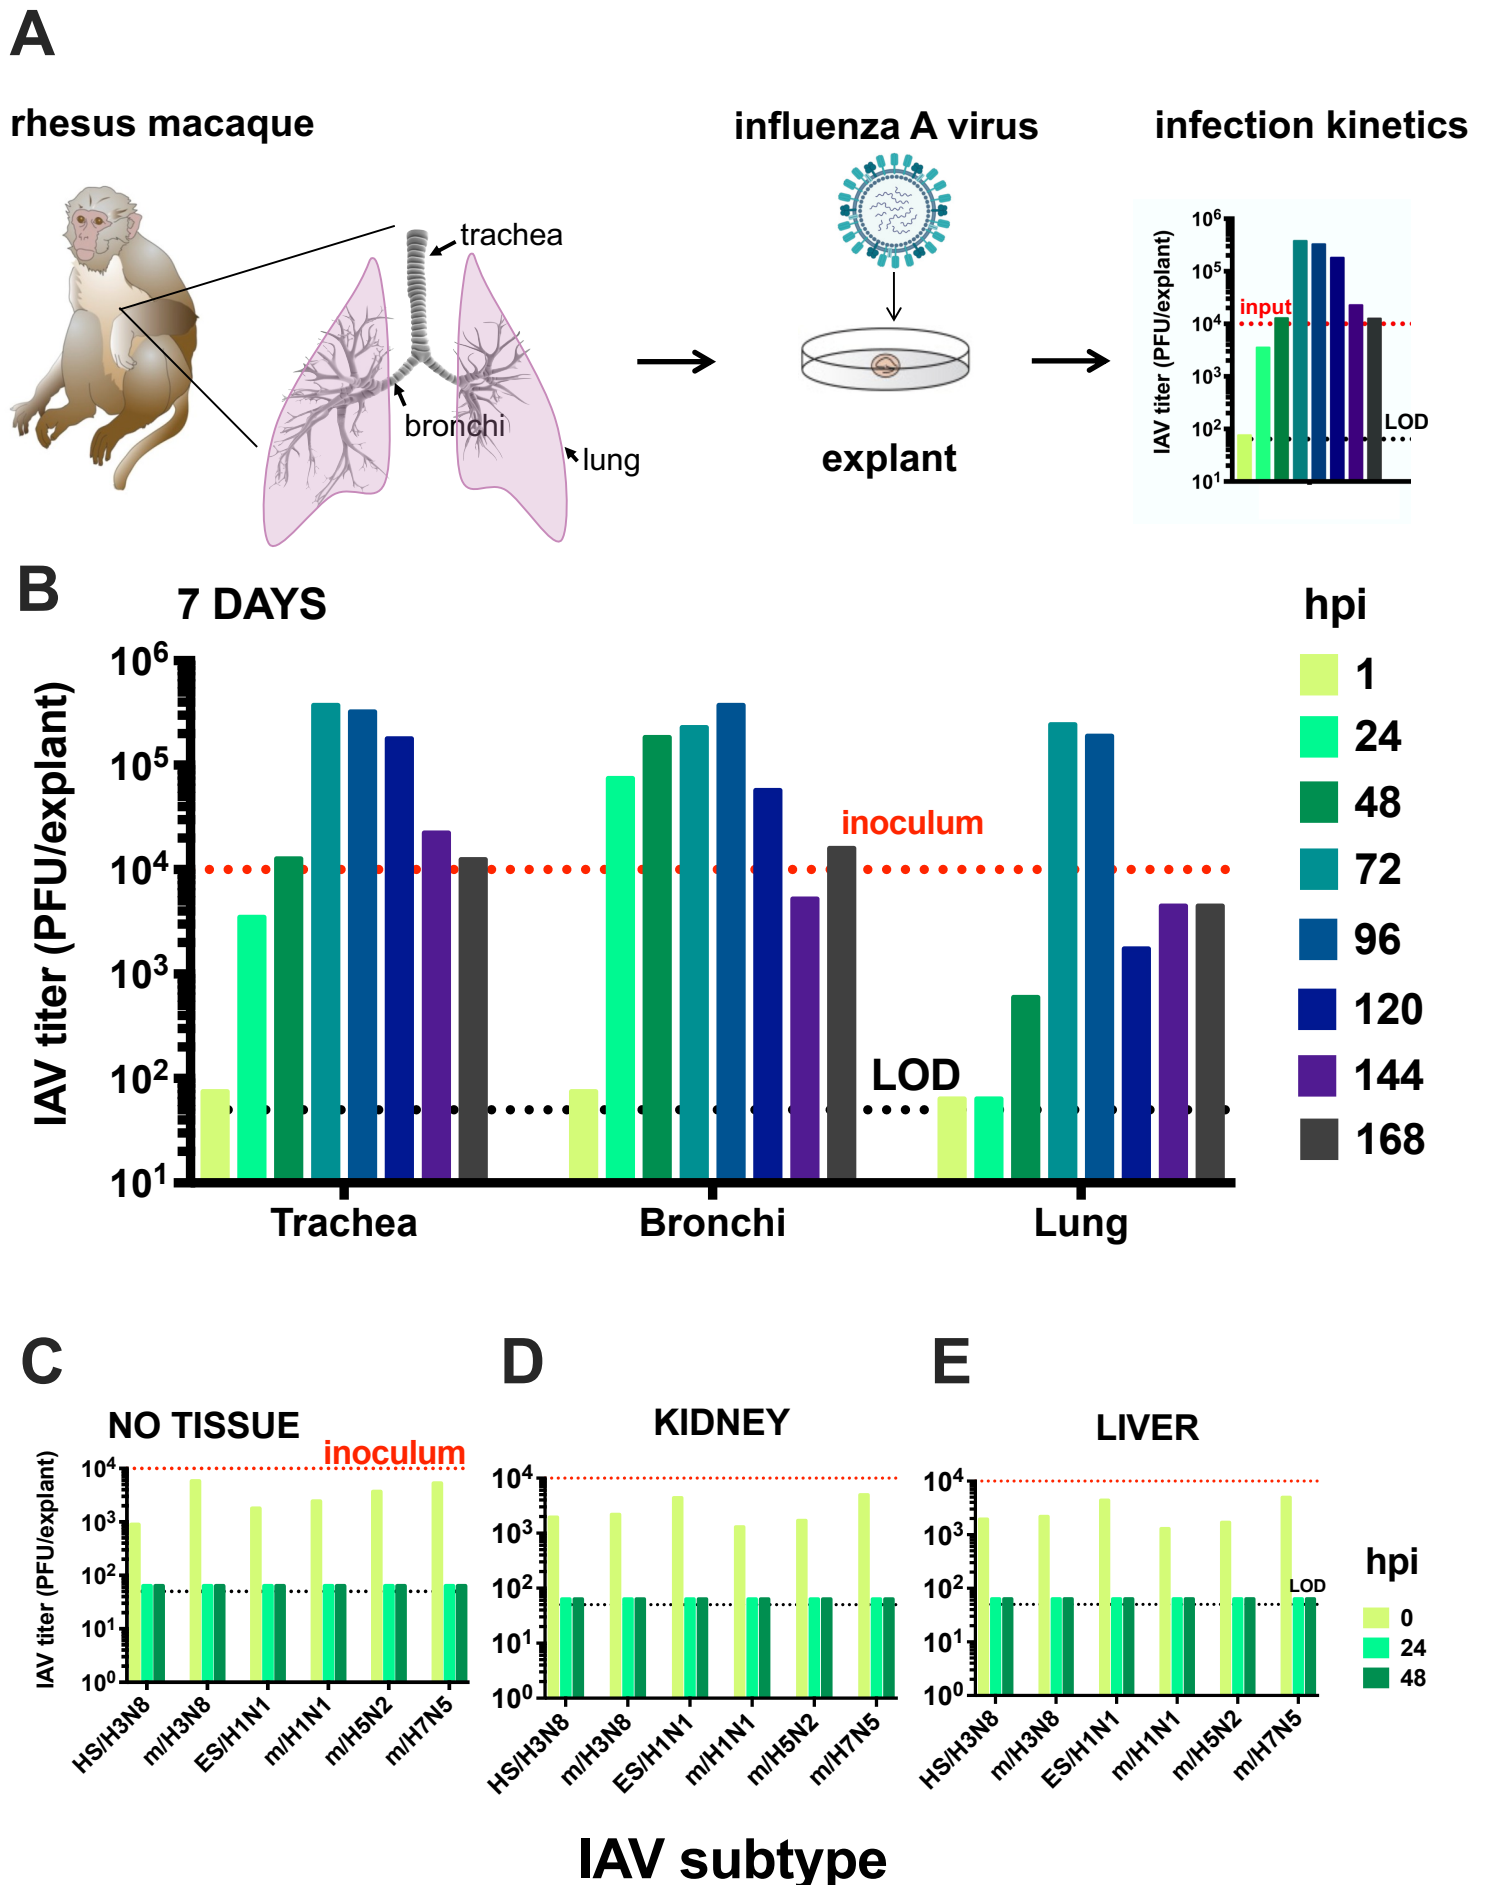 A
rhesus macaque
influenza A virus
infection kinetics
trachea
bronchi
lung
explant
IAV titer (PFU/explant)
10⁶
10⁵
10⁴
10³
10²
10¹
input
LOD
B
7 DAYS
IAV titer (PFU/explant)
10⁶
10⁵
10⁴
10³
10²
10¹
inoculum
LOD
Trachea
Bronchi
Lung
hpi
1
24
48
72
96
120
144
168
C
NO TISSUE
inoculum
IAV titer (PFU/explant)
10⁴
10³
10²
10¹
10⁰
HS/H3N8
m/H3N8
ES/H1N1
m/H1N1
m/H5N2
m/H7N5
D
KIDNEY
10⁴
10³
10²
10¹
10⁰
HS/H3N8
m/H3N8
ES/H1N1
m/H1N1
m/H5N2
m/H7N5
E
LIVER
10⁴
10³
10²
10¹
10⁰
LOD
HS/H3N8
m/H3N8
ES/H1N1
m/H1N1
m/H5N2
m/H7N5
hpi
0
24
48
IAV subtype